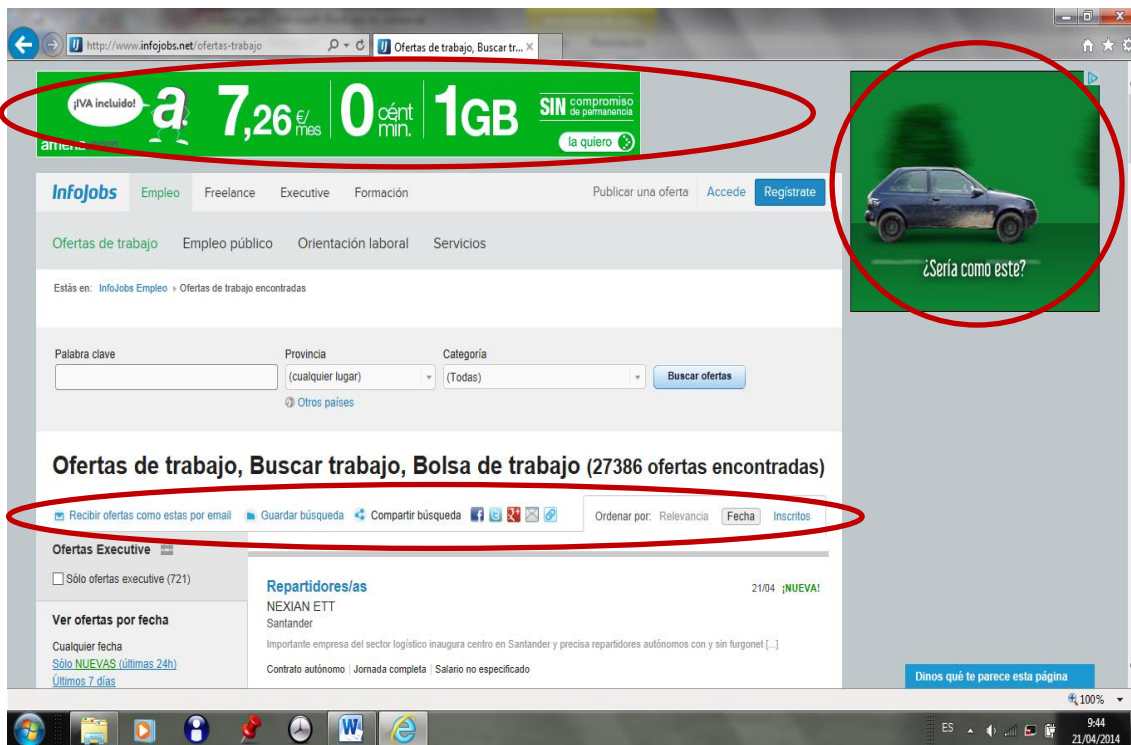 http://www.infojobs.net/ofertas-trabajo
Ofertas de trabajo, Buscar tr...
¡IVA incluido!
a
7,26 €/mes
0 cént min.
1GB
SIN compromiso de permanencia
la quiero
InfoJobs Empleo Freelance Executive Formación Publicar una oferta Accede Regístrate
Ofertas de trabajo Empleo público Orientación laboral Servicios
¿Sería como este?
Estás en: InfoJobs Empleo › Ofertas de trabajo encontradas
Palabra clave Provincia Categoría
(cualquier lugar) (Todas) Buscar ofertas
Otros países
Ofertas de trabajo, Buscar trabajo, Bolsa de trabajo (27386 ofertas encontradas)
Recibir ofertas como estas por email Guardar búsqueda Compartir búsqueda Ordenar por: Relevancia Fecha Inscritos
Ofertas Executive
Sólo ofertas executive (721)
Repartidores/as 21/04 ¡NUEVA!
NEXIAN ETT
Santander
Importante empresa del sector logístico inaugura centro en Santander y precisa repartidores autónomos con y sin furgonet [...]
Contrato autónomo | Jornada completa | Salario no especificado
Ver ofertas por fecha
Cualquier fecha
Sólo NUEVAS (últimas 24h)
Últimos 7 días
Dinos qué te parece esta página
100%
ES
9:44
21/04/2014